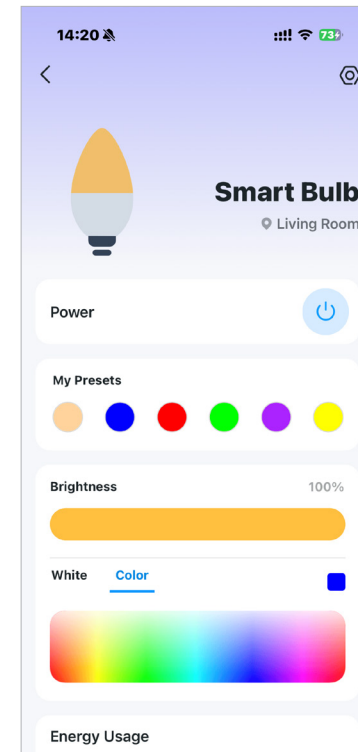 14:20
73
Smart Bulb
Living Room
Power
My Presets
Brightness 100%
White Color
Energy Usage